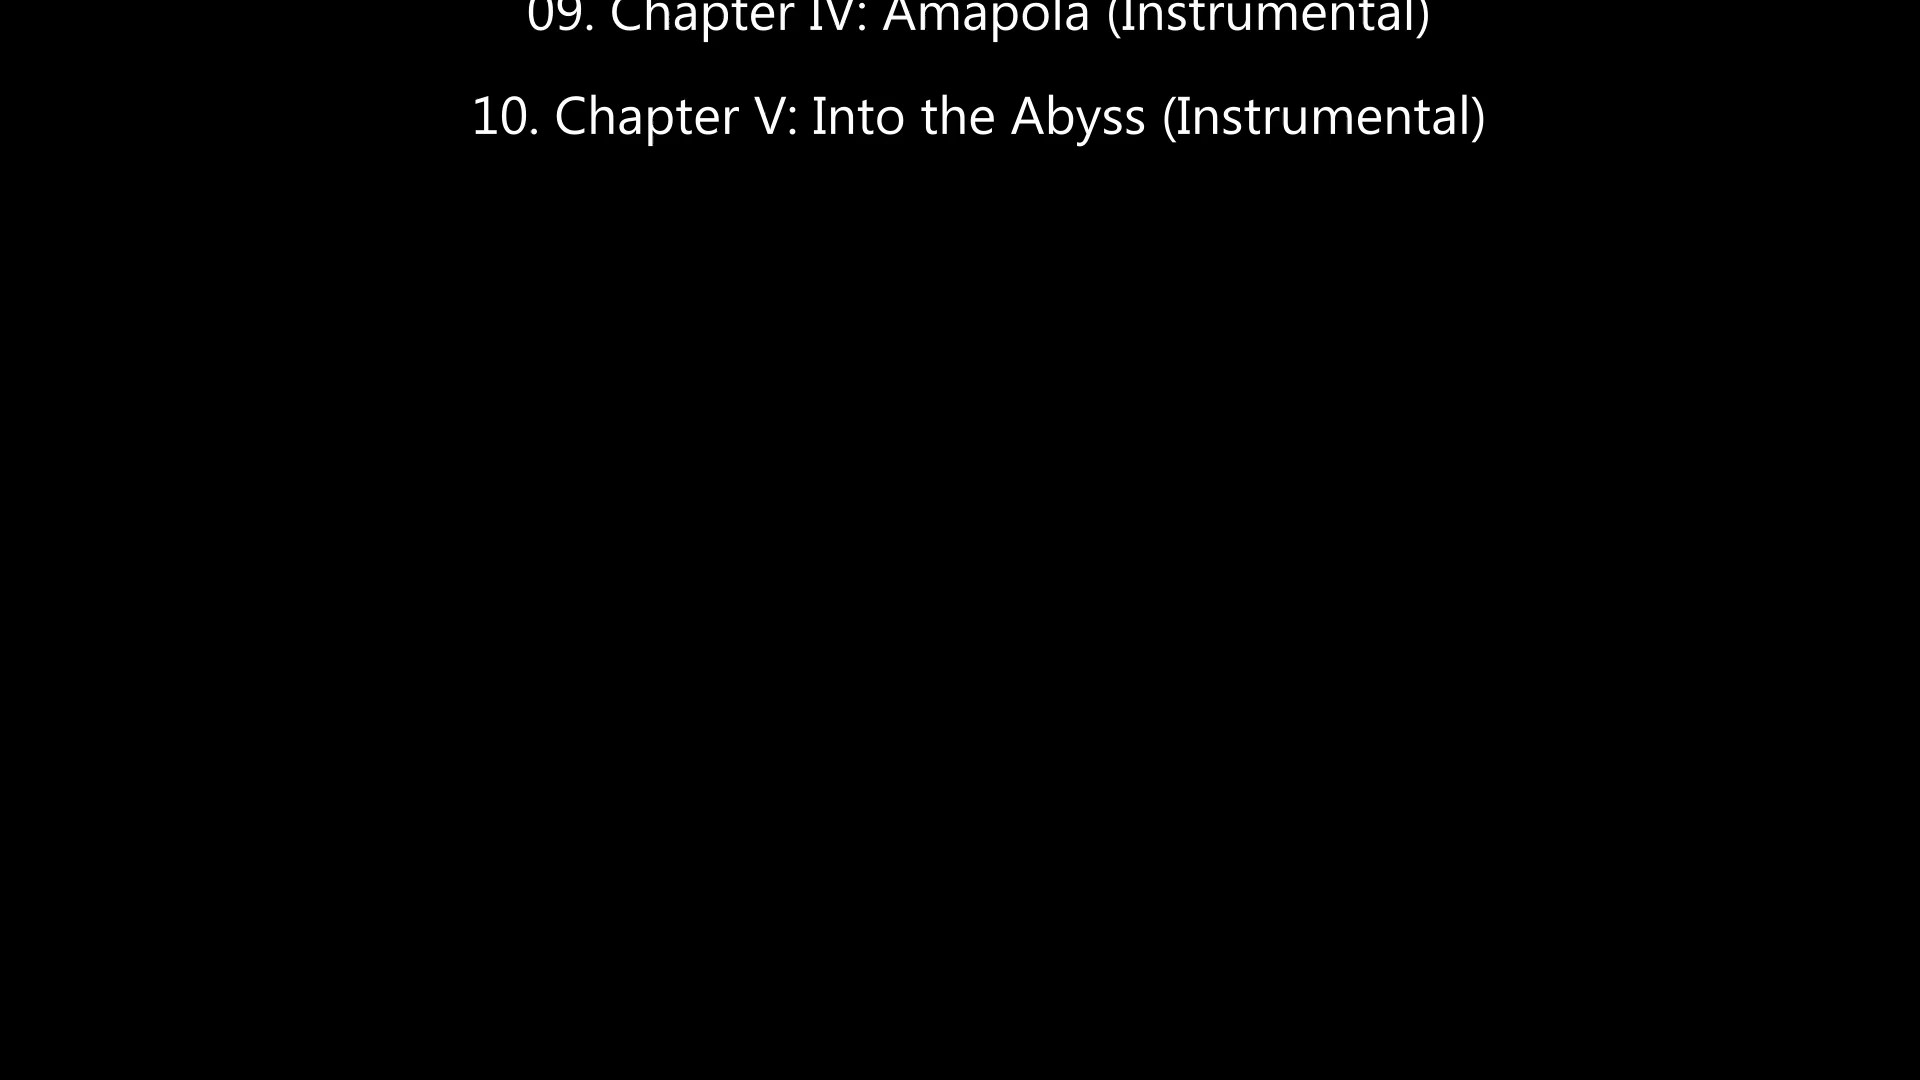 09. Chapter IV: Amapola (Instrumental)
10. Chapter V: Into the Abyss (Instrumental)